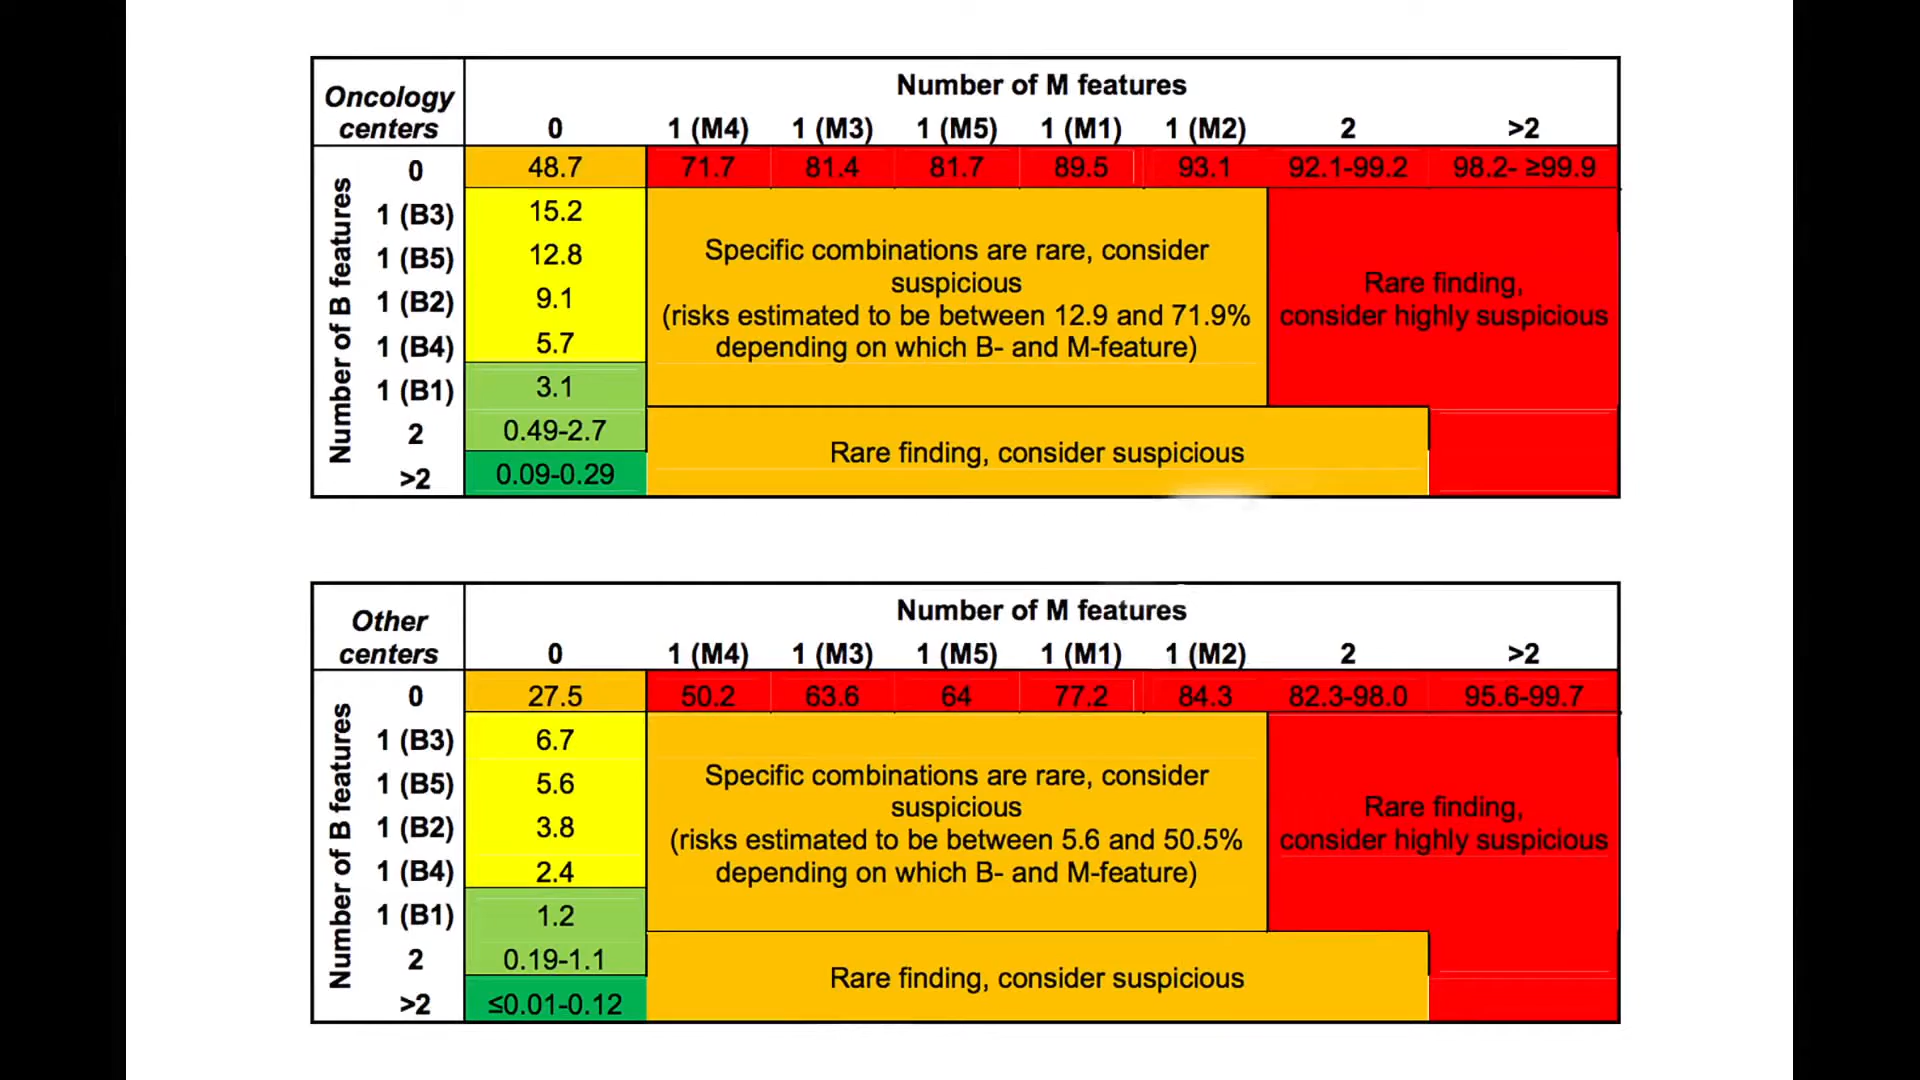 Oncology centers
Number of M features
0 1 (M4) 1 (M3) 1 (M5) 1 (M1) 1 (M2) 2 >2
Number of B features
0 48.7 71.7 81.4 81.7 89.5 93.1 92.1-99.2 98.2- ≥99.9
1 (B3) 15.2
1 (B5) 12.8
1 (B2) 9.1
1 (B4) 5.7
1 (B1) 3.1
2 0.49-2.7
>2 0.09-0.29
Specific combinations are rare, consider
suspicious
(risks estimated to be between 12.9 and 71.9%
depending on which B- and M-feature)
Rare finding,
consider highly suspicious
Rare finding, consider suspicious
Other centers
Number of M features
0 1 (M4) 1 (M3) 1 (M5) 1 (M1) 1 (M2) 2 >2
Number of B features
0 27.5 50.2 63.6 64 77.2 84.3 82.3-98.0 95.6-99.7
1 (B3) 6.7
1 (B5) 5.6
1 (B2) 3.8
1 (B4) 2.4
1 (B1) 1.2
2 0.19-1.1
>2 ≤0.01-0.12
Specific combinations are rare, consider
suspicious
(risks estimated to be between 5.6 and 50.5%
depending on which B- and M-feature)
Rare finding,
consider highly suspicious
Rare finding, consider suspicious